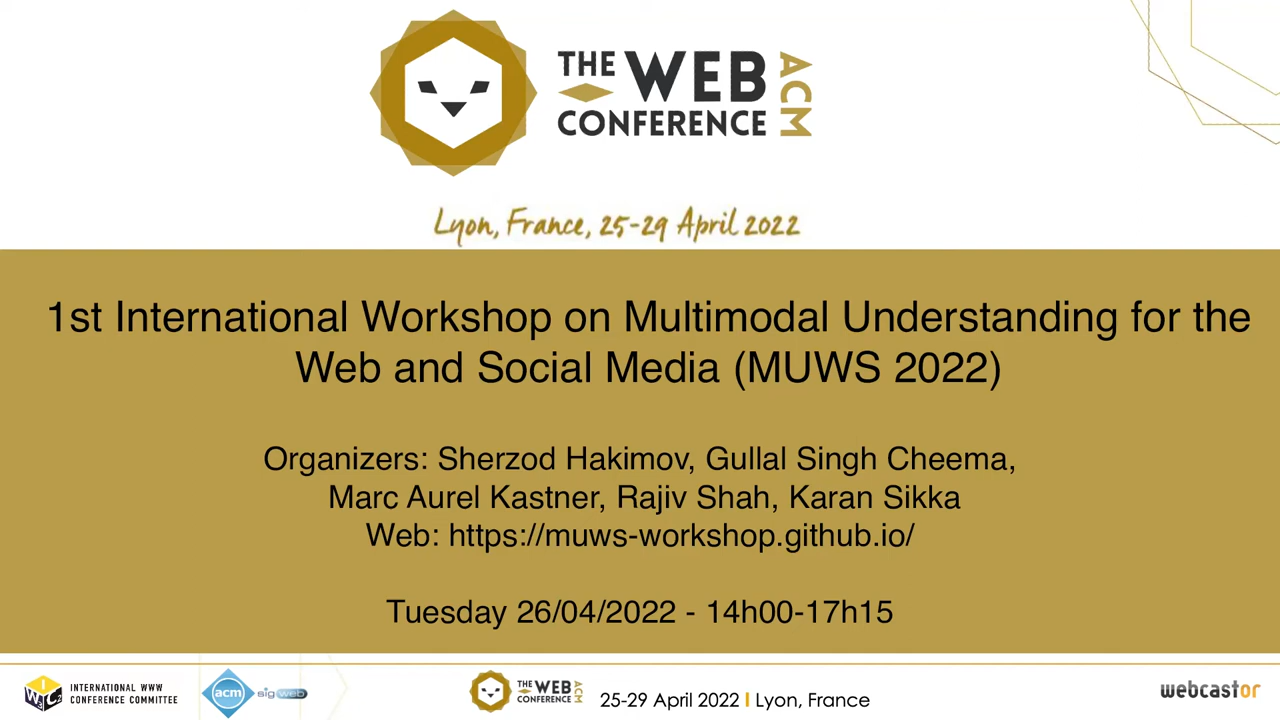 THE WEB
CONFERENCE
ACM
Lyon, France, 25-29 April 2022
1st International Workshop on Multimodal Understanding for the
Web and Social Media (MUWS 2022)
Organizers: Sherzod Hakimov, Gullal Singh Cheema,
Marc Aurel Kastner, Rajiv Shah, Karan Sikka
Web: https://muws-workshop.github.io/
Tuesday 26/04/2022 - 14h00-17h15
INTERNATIONAL WWW
CONFERENCE COMMITTEE
acm
sigweb
THE WEB
CONFERENCE
ACM
25-29 April 2022 I Lyon, France
webcastor